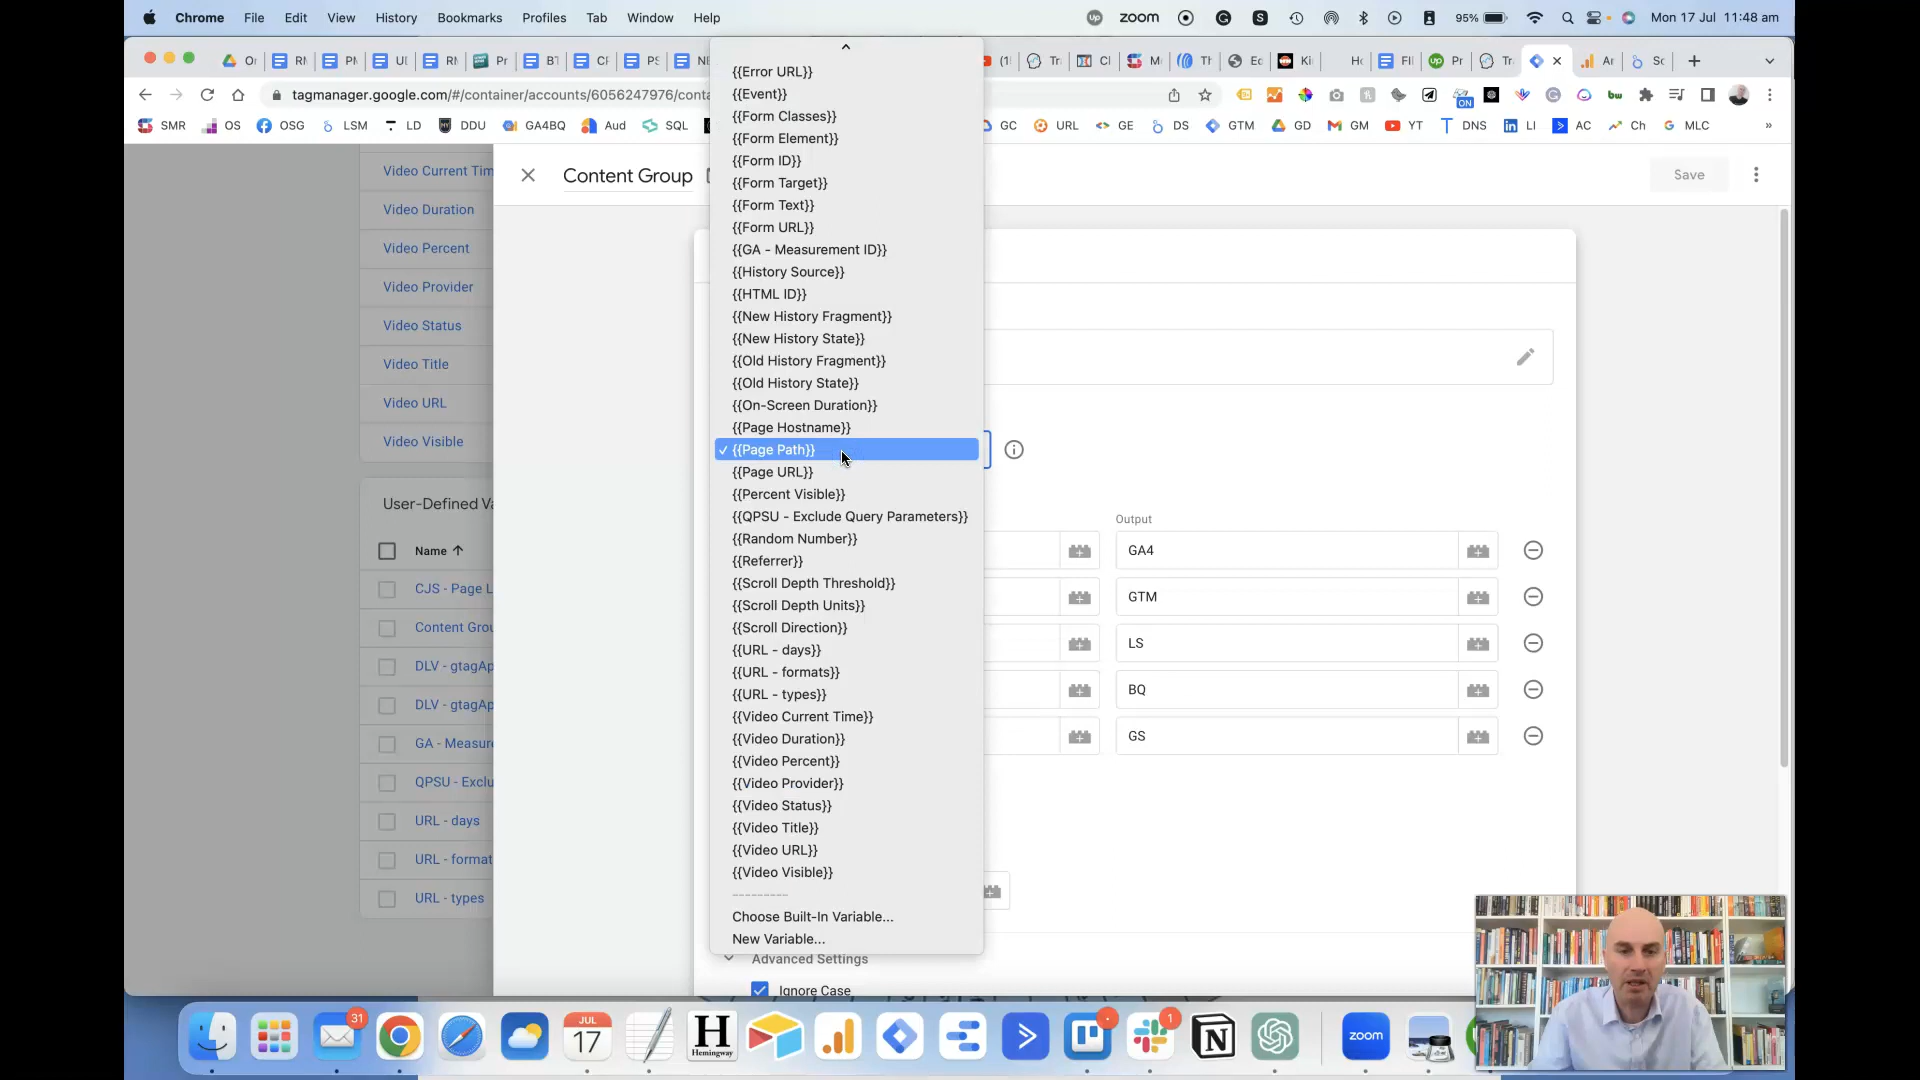 Chrome File Edit View History Bookmarks Profiles Tab Window Help
zoom
95%
Mon 17 Jul 11:48 am
tagmanager.google.com/#/container/accounts/6056247976/conta
SMR OS OSG LSM LD DDU GA4BQ Aud SQL
GC URL GE DS GTM GD GM YT DNS LI AC Ch MLC »
ON
bw
Video Current Tim
Video Duration
Video Percent
Video Provider
Video Status
Video Title
Video URL
Video Visible
User-Defined Va
Name
CJS - Page L
Content Grou
DLV - gtagAp
DLV - gtagAp
GA - Measure
QPSU - Exclu
URL - days
URL - format
URL - types
Content Group
Save
{{Error URL}}
{{Event}}
{{Form Classes}}
{{Form Element}}
{{Form ID}}
{{Form Target}}
{{Form Text}}
{{Form URL}}
{{GA - Measurement ID}}
{{History Source}}
{{HTML ID}}
{{New History Fragment}}
{{New History State}}
{{Old History Fragment}}
{{Old History State}}
{{On-Screen Duration}}
{{Page Hostname}}
✓ {{Page Path}}
{{Page URL}}
{{Percent Visible}}
{{QPSU - Exclude Query Parameters}}
{{Random Number}}
{{Referrer}}
{{Scroll Depth Threshold}}
{{Scroll Depth Units}}
{{Scroll Direction}}
{{URL - days}}
{{URL - formats}}
{{URL - types}}
{{Video Current Time}}
{{Video Duration}}
{{Video Percent}}
{{Video Provider}}
{{Video Status}}
{{Video Title}}
{{Video URL}}
{{Video Visible}}
---------
Choose Built-In Variable...
New Variable...
Output
GA4
GTM
LS
BQ
GS
Advanced Settings
Ignore Case
31
JUL
17
H
Hemingway
1
zoom